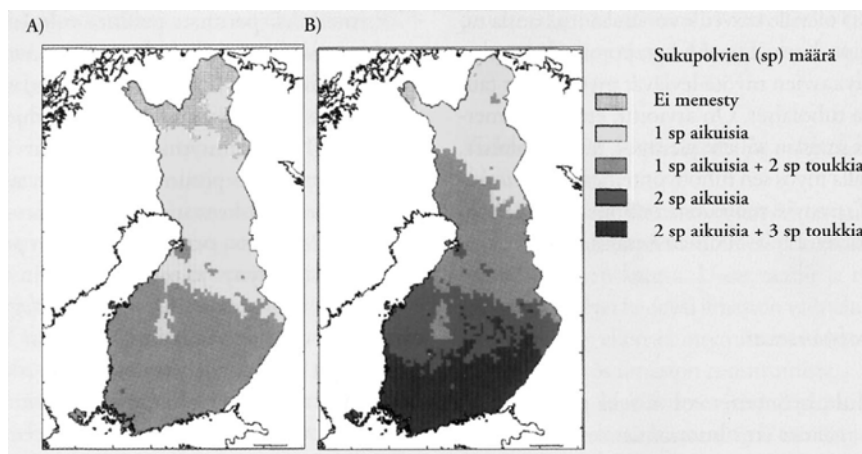 A)
B)
Sukupolvien (sp) määrä
Ei menesty
1 sp aikuisia
1 sp aikuisia + 2 sp toukkia
2 sp aikuisia
2 sp aikuisia + 3 sp toukkia